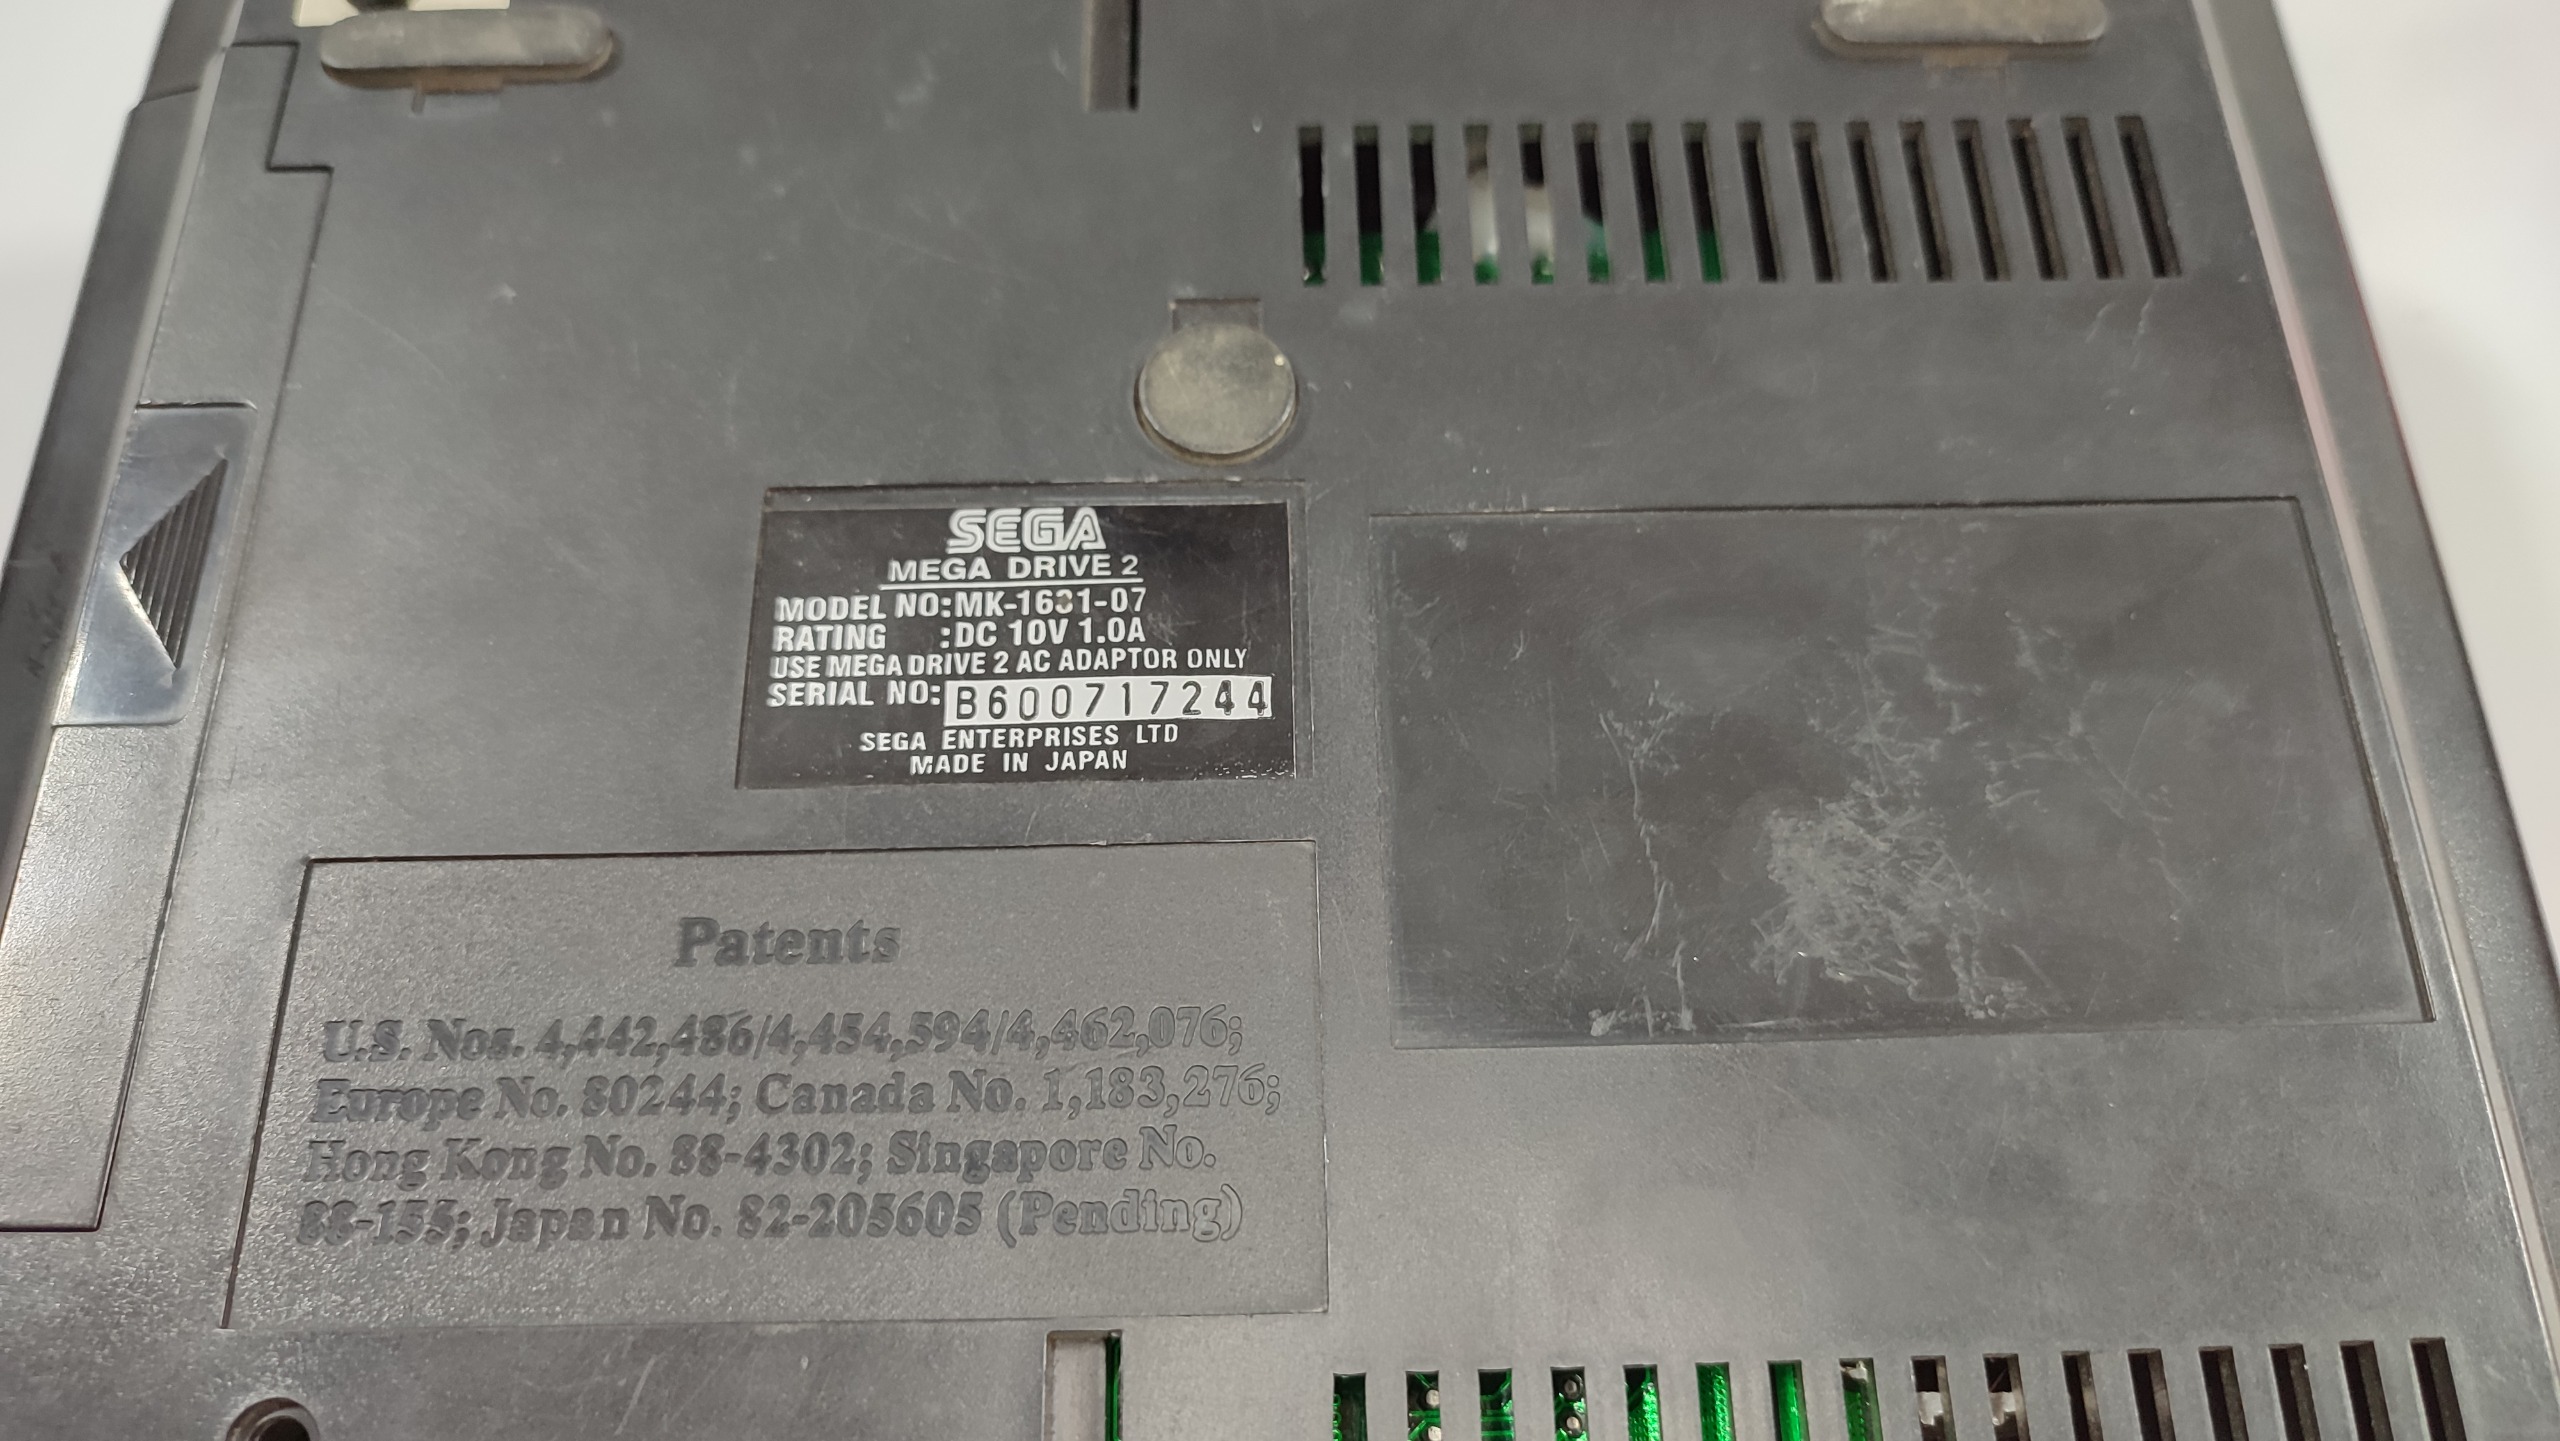 SEGA
MEGA DRIVE 2
MODEL NO:MK-1631-07
RATING :DC 10V 1.0A
USE MEGA DRIVE 2 AC ADAPTOR ONLY
SERIAL NO: B600717244
SEGA ENTERPRISES LTD
MADE IN JAPAN
Patents
U.S. Nos. 4,442,486/4,454,594/4,462,076;
Europe No. 80244; Canada No. 1,183,276;
Hong Kong No. 88-4302; Singapore No.
88-155; Japan No. 82-205605 (Pending)